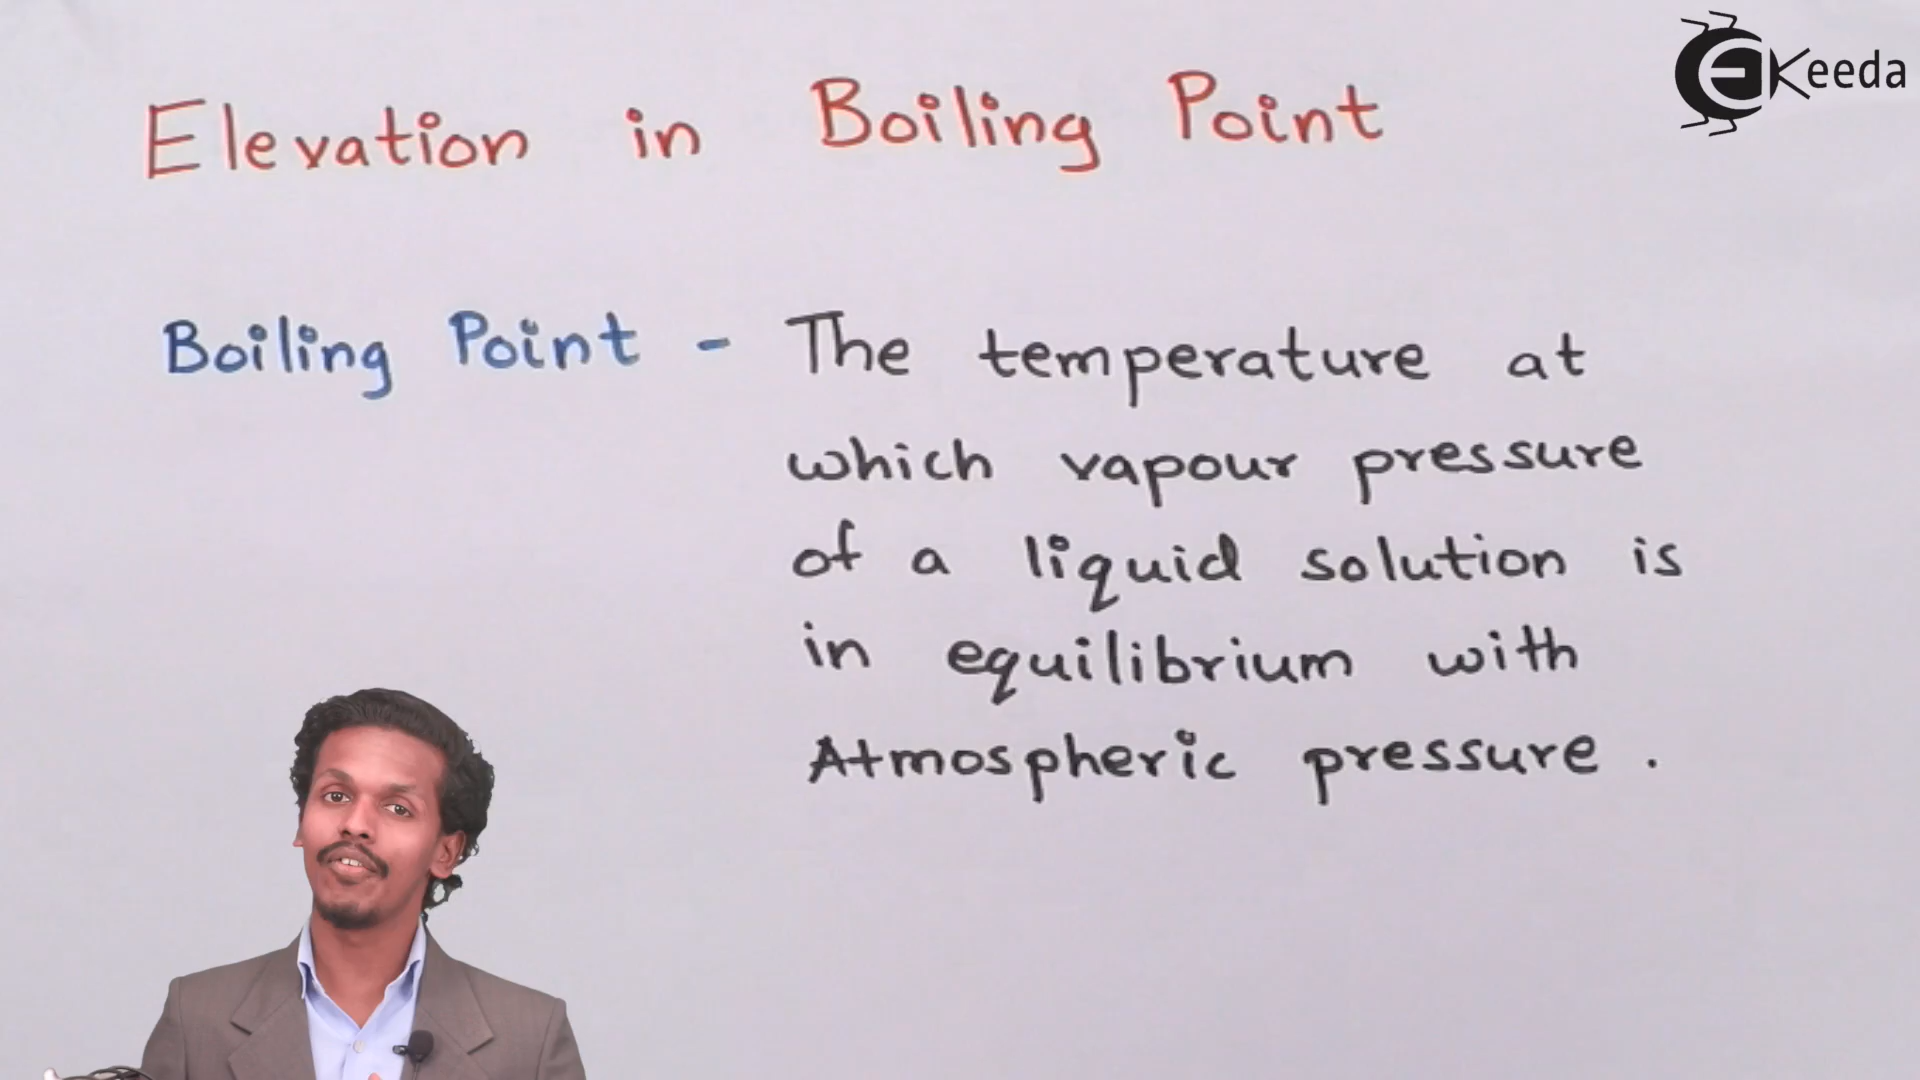 EKeeda
Elevation in Boiling Point
Boiling Point - The temperature at
which vapour pressure
of a liquid solution is
in equilibrium with
Atmospheric pressure.